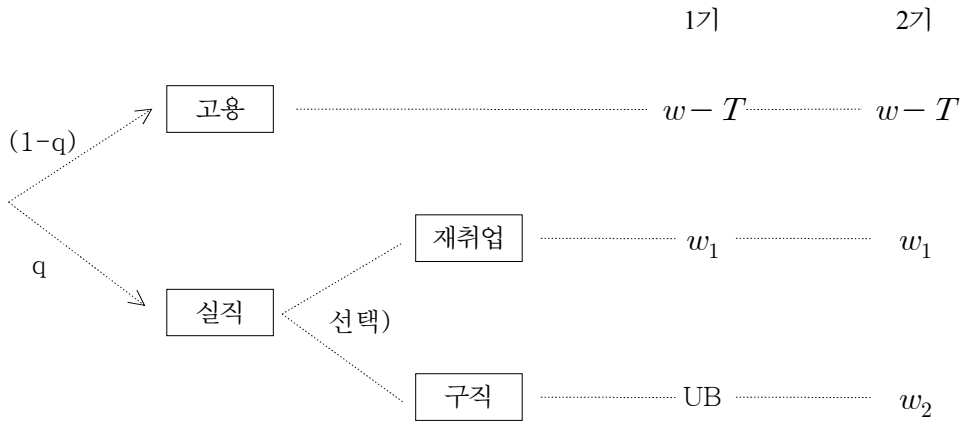 1기 2기
고용 w - T w - T
(1-q)
재취업 w₁ w₁
q
실직 선택)
구직 UB w₂